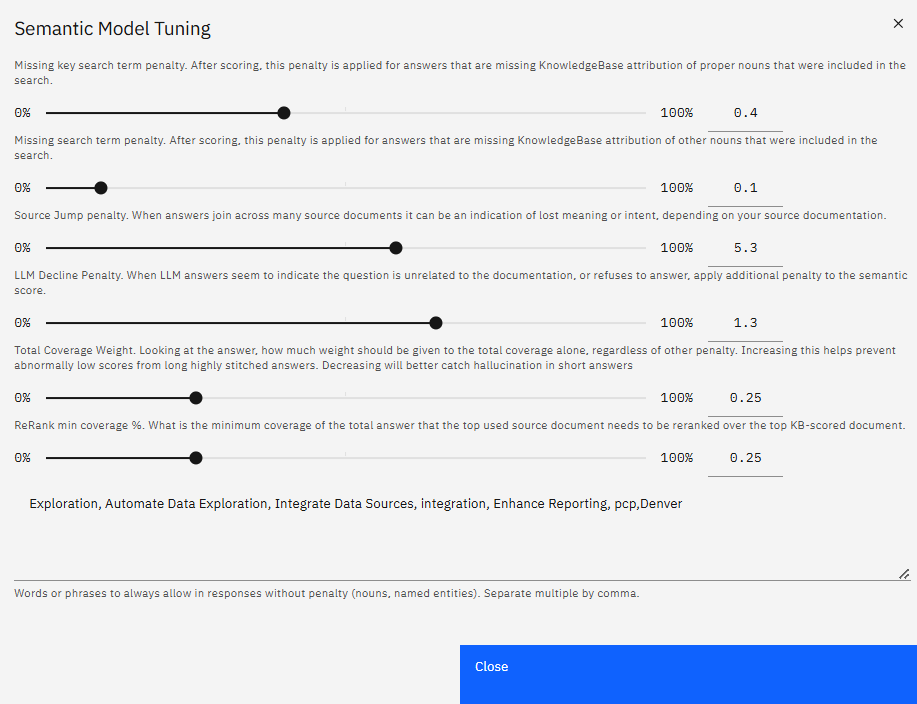 Semantic Model Tuning
Missing key search term penalty. After scoring, this penalty is applied for answers that are missing KnowledgeBase attribution of proper nouns that were included in the
search.
0% 100% 0.4
Missing search term penalty. After scoring, this penalty is applied for answers that are missing KnowledgeBase attribution of other nouns that were included in the
search.
0% 100% 0.1
Source Jump penalty. When answers join across many source documents it can be an indication of lost meaning or intent, depending on your source documentation.
0% 100% 5.3
LLM Decline Penalty. When LLM answers seem to indicate the question is unrelated to the documentation, or refuses to answer, apply additional penalty to the semantic
score.
0% 100% 1.3
Total Coverage Weight. Looking at the answer, how much weight should be given to the total coverage alone, regardless of other penalty. Increasing this helps prevent
abnormally low scores from long highly stitched answers. Decreasing will better catch hallucination in short answers
0% 100% 0.25
ReRank min coverage %. What is the minimum coverage of the total answer that the top used source document needs to be reranked over the top KB-scored document.
0% 100% 0.25
Exploration, Automate Data Exploration, Integrate Data Sources, integration, Enhance Reporting, pcp,Denver
Words or phrases to always allow in responses without penalty (nouns, named entities). Separate multiple by comma.
Close